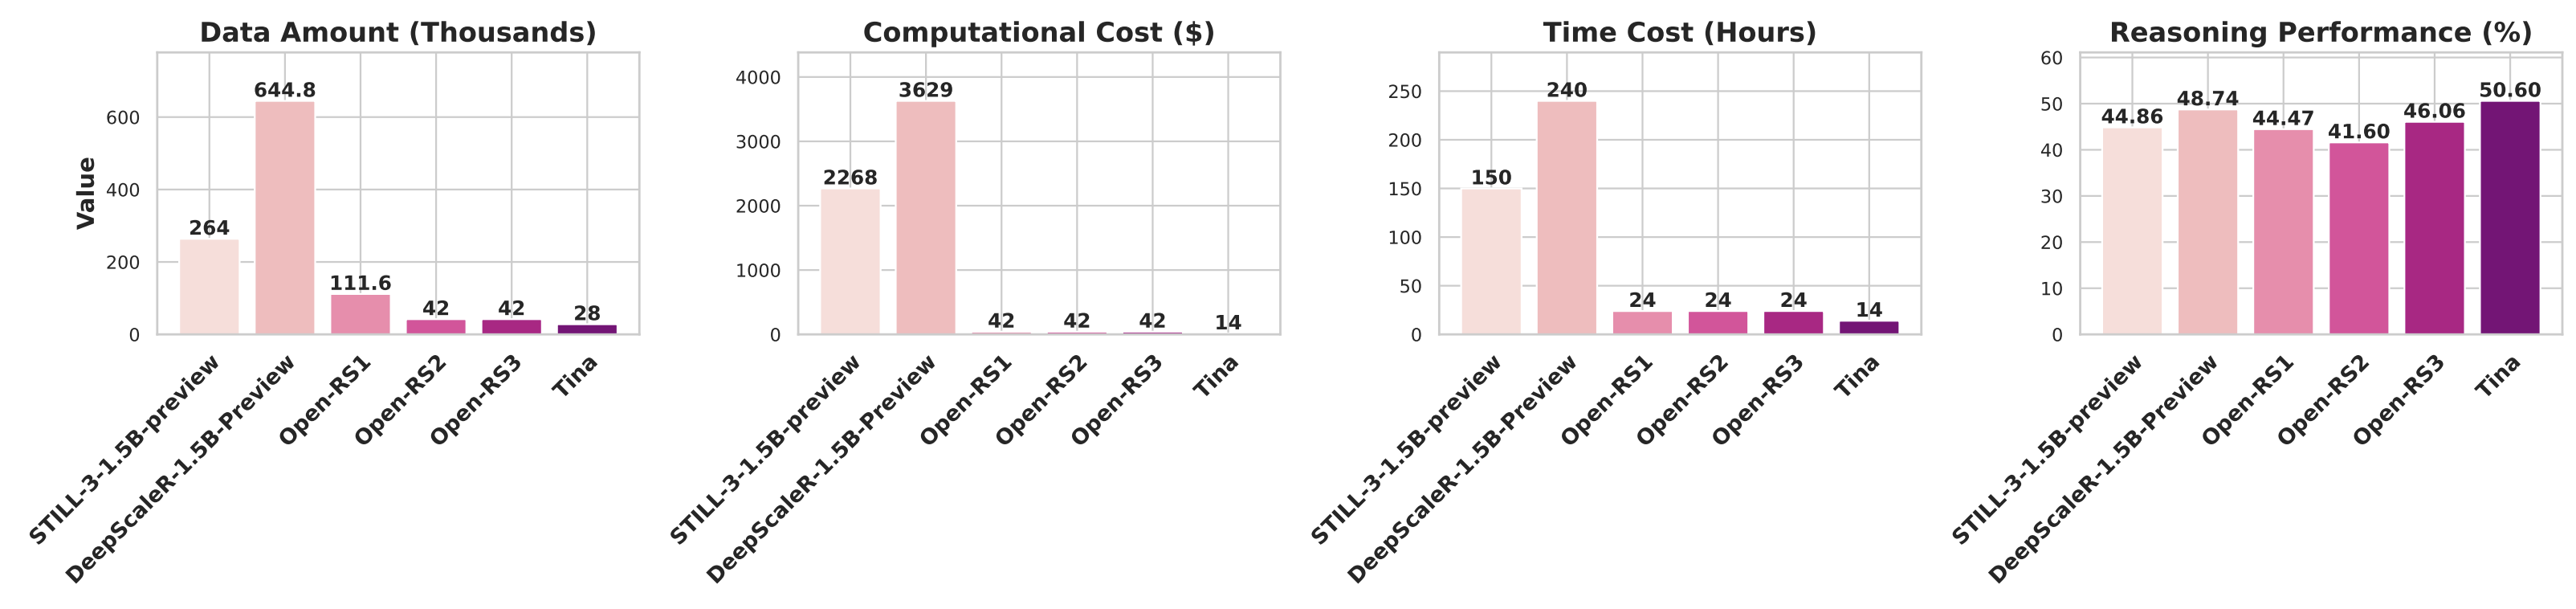 Data Amount (Thousands)
Value
600
400
200
0
264
644.8
111.6
42
42
28
STILL-3-1.5B-preview
DeepScaleR-1.5B-Preview
Open-RS1
Open-RS2
Open-RS3
Tina
Computational Cost ($)
4000
3000
2000
1000
0
2268
3629
42
42
42
14
STILL-3-1.5B-preview
DeepScaleR-1.5B-Preview
Open-RS1
Open-RS2
Open-RS3
Tina
Time Cost (Hours)
250
200
150
100
50
0
150
240
24
24
24
14
STILL-3-1.5B-preview
DeepScaleR-1.5B-Preview
Open-RS1
Open-RS2
Open-RS3
Tina
Reasoning Performance (%)
60
50
40
30
20
10
0
44.86
48.74
44.47
41.60
46.06
50.60
STILL-3-1.5B-preview
DeepScaleR-1.5B-Preview
Open-RS1
Open-RS2
Open-RS3
Tina